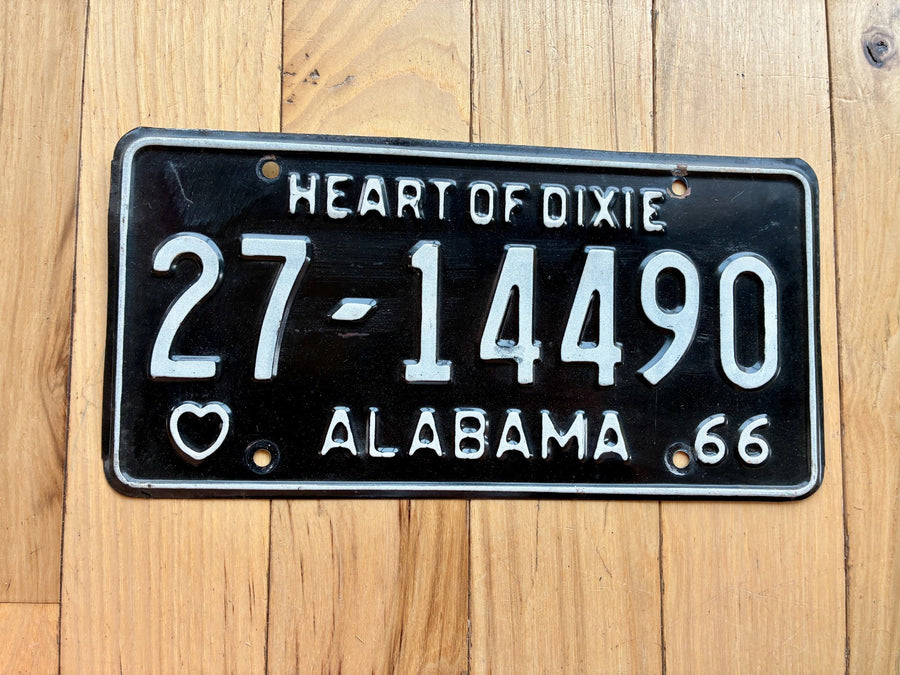 HEART OF DIXIE
27-14490
ALABAMA 66